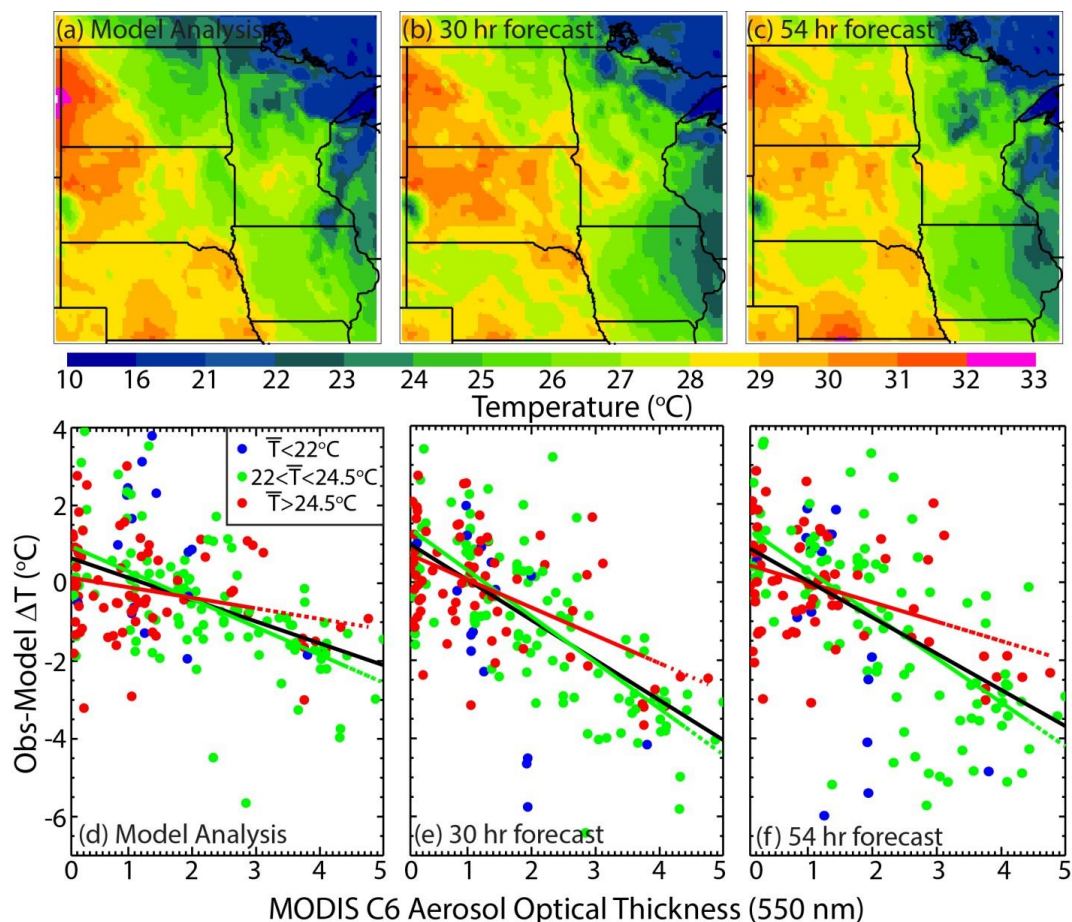 (a) Model Analysis
(b) 30 hr forecast
(c) 54 hr forecast
10 16 21 22 23 24 25 26 27 28 29 30 31 32 33
Temperature (°C)
Obs-Model ΔT (°C)
4
2
0
-2
-4
-6
T̅<22°C
22<T̅<24.5°C
T̅>24.5°C
(d) Model Analysis
(e) 30 hr forecast
(f) 54 hr forecast
0 1 2 3 4 5
0 1 2 3 4 5
0 1 2 3 4 5
MODIS C6 Aerosol Optical Thickness (550 nm)